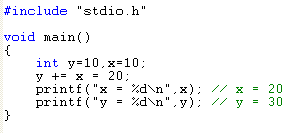 #include "stdio.h"
void main()
{
int y=10,x=10;
y += x = 20;
printf("x = %d\n",x); // x = 20
printf("y = %d\n",y); // y = 30
}